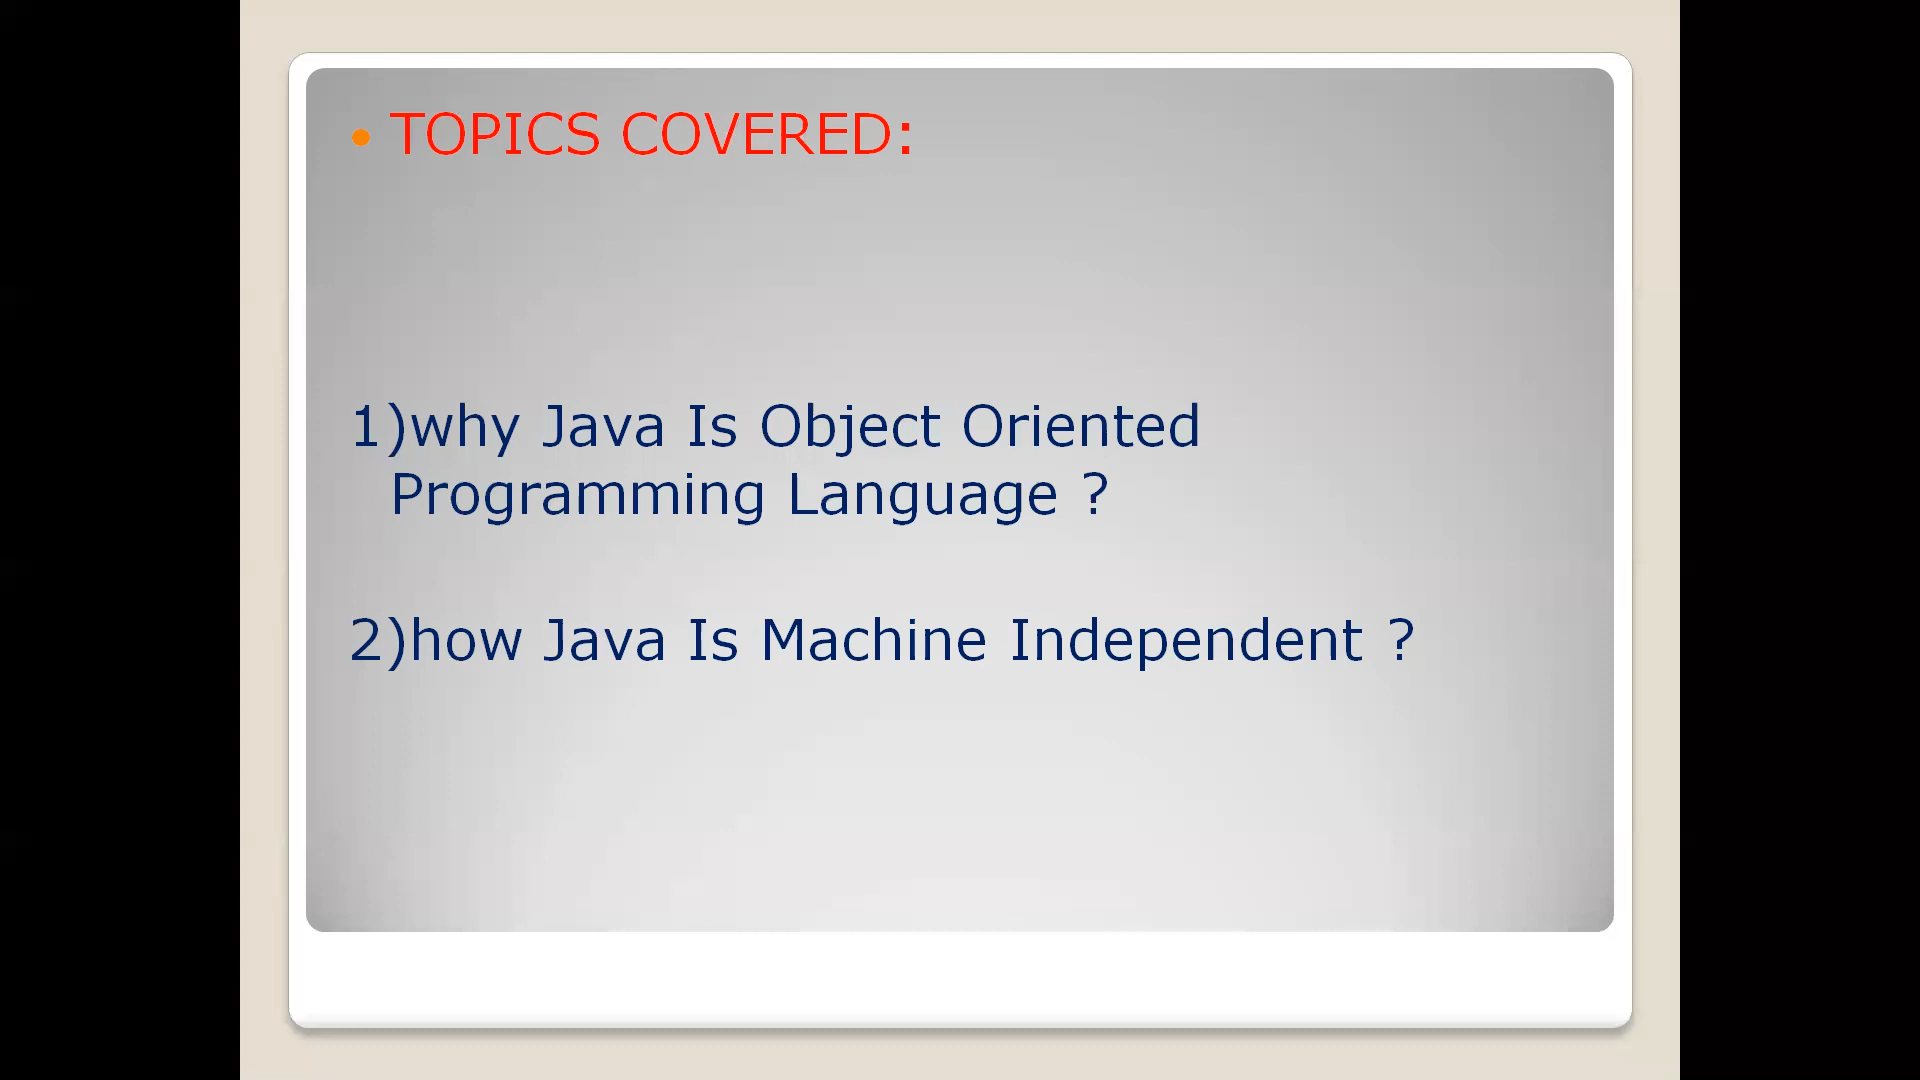 • TOPICS COVERED:
1)why Java Is Object Oriented
Programming Language ?
2)how Java Is Machine Independent ?